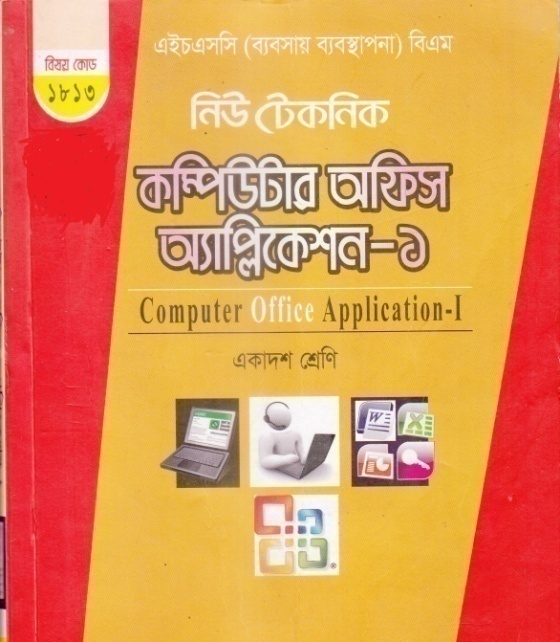 এইচএসসি (ব্যবসায় ব্যবস্থাপনা) বিএম
বিষয় কোড
১৮১৩
নিউ টেকনিক
কম্পিউটার অফিস
অ্যাপ্লিকেশন-১
Computer Office Application-I
একাদশ শ্রেণি